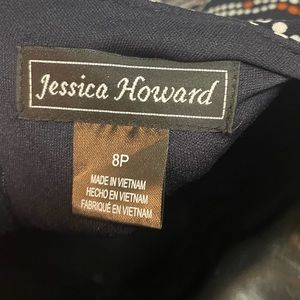 Jessica Howard
8P
MADE IN VIETNAM
HECHO EN VIETNAM
FABRIQUÉ EN VIETNAM